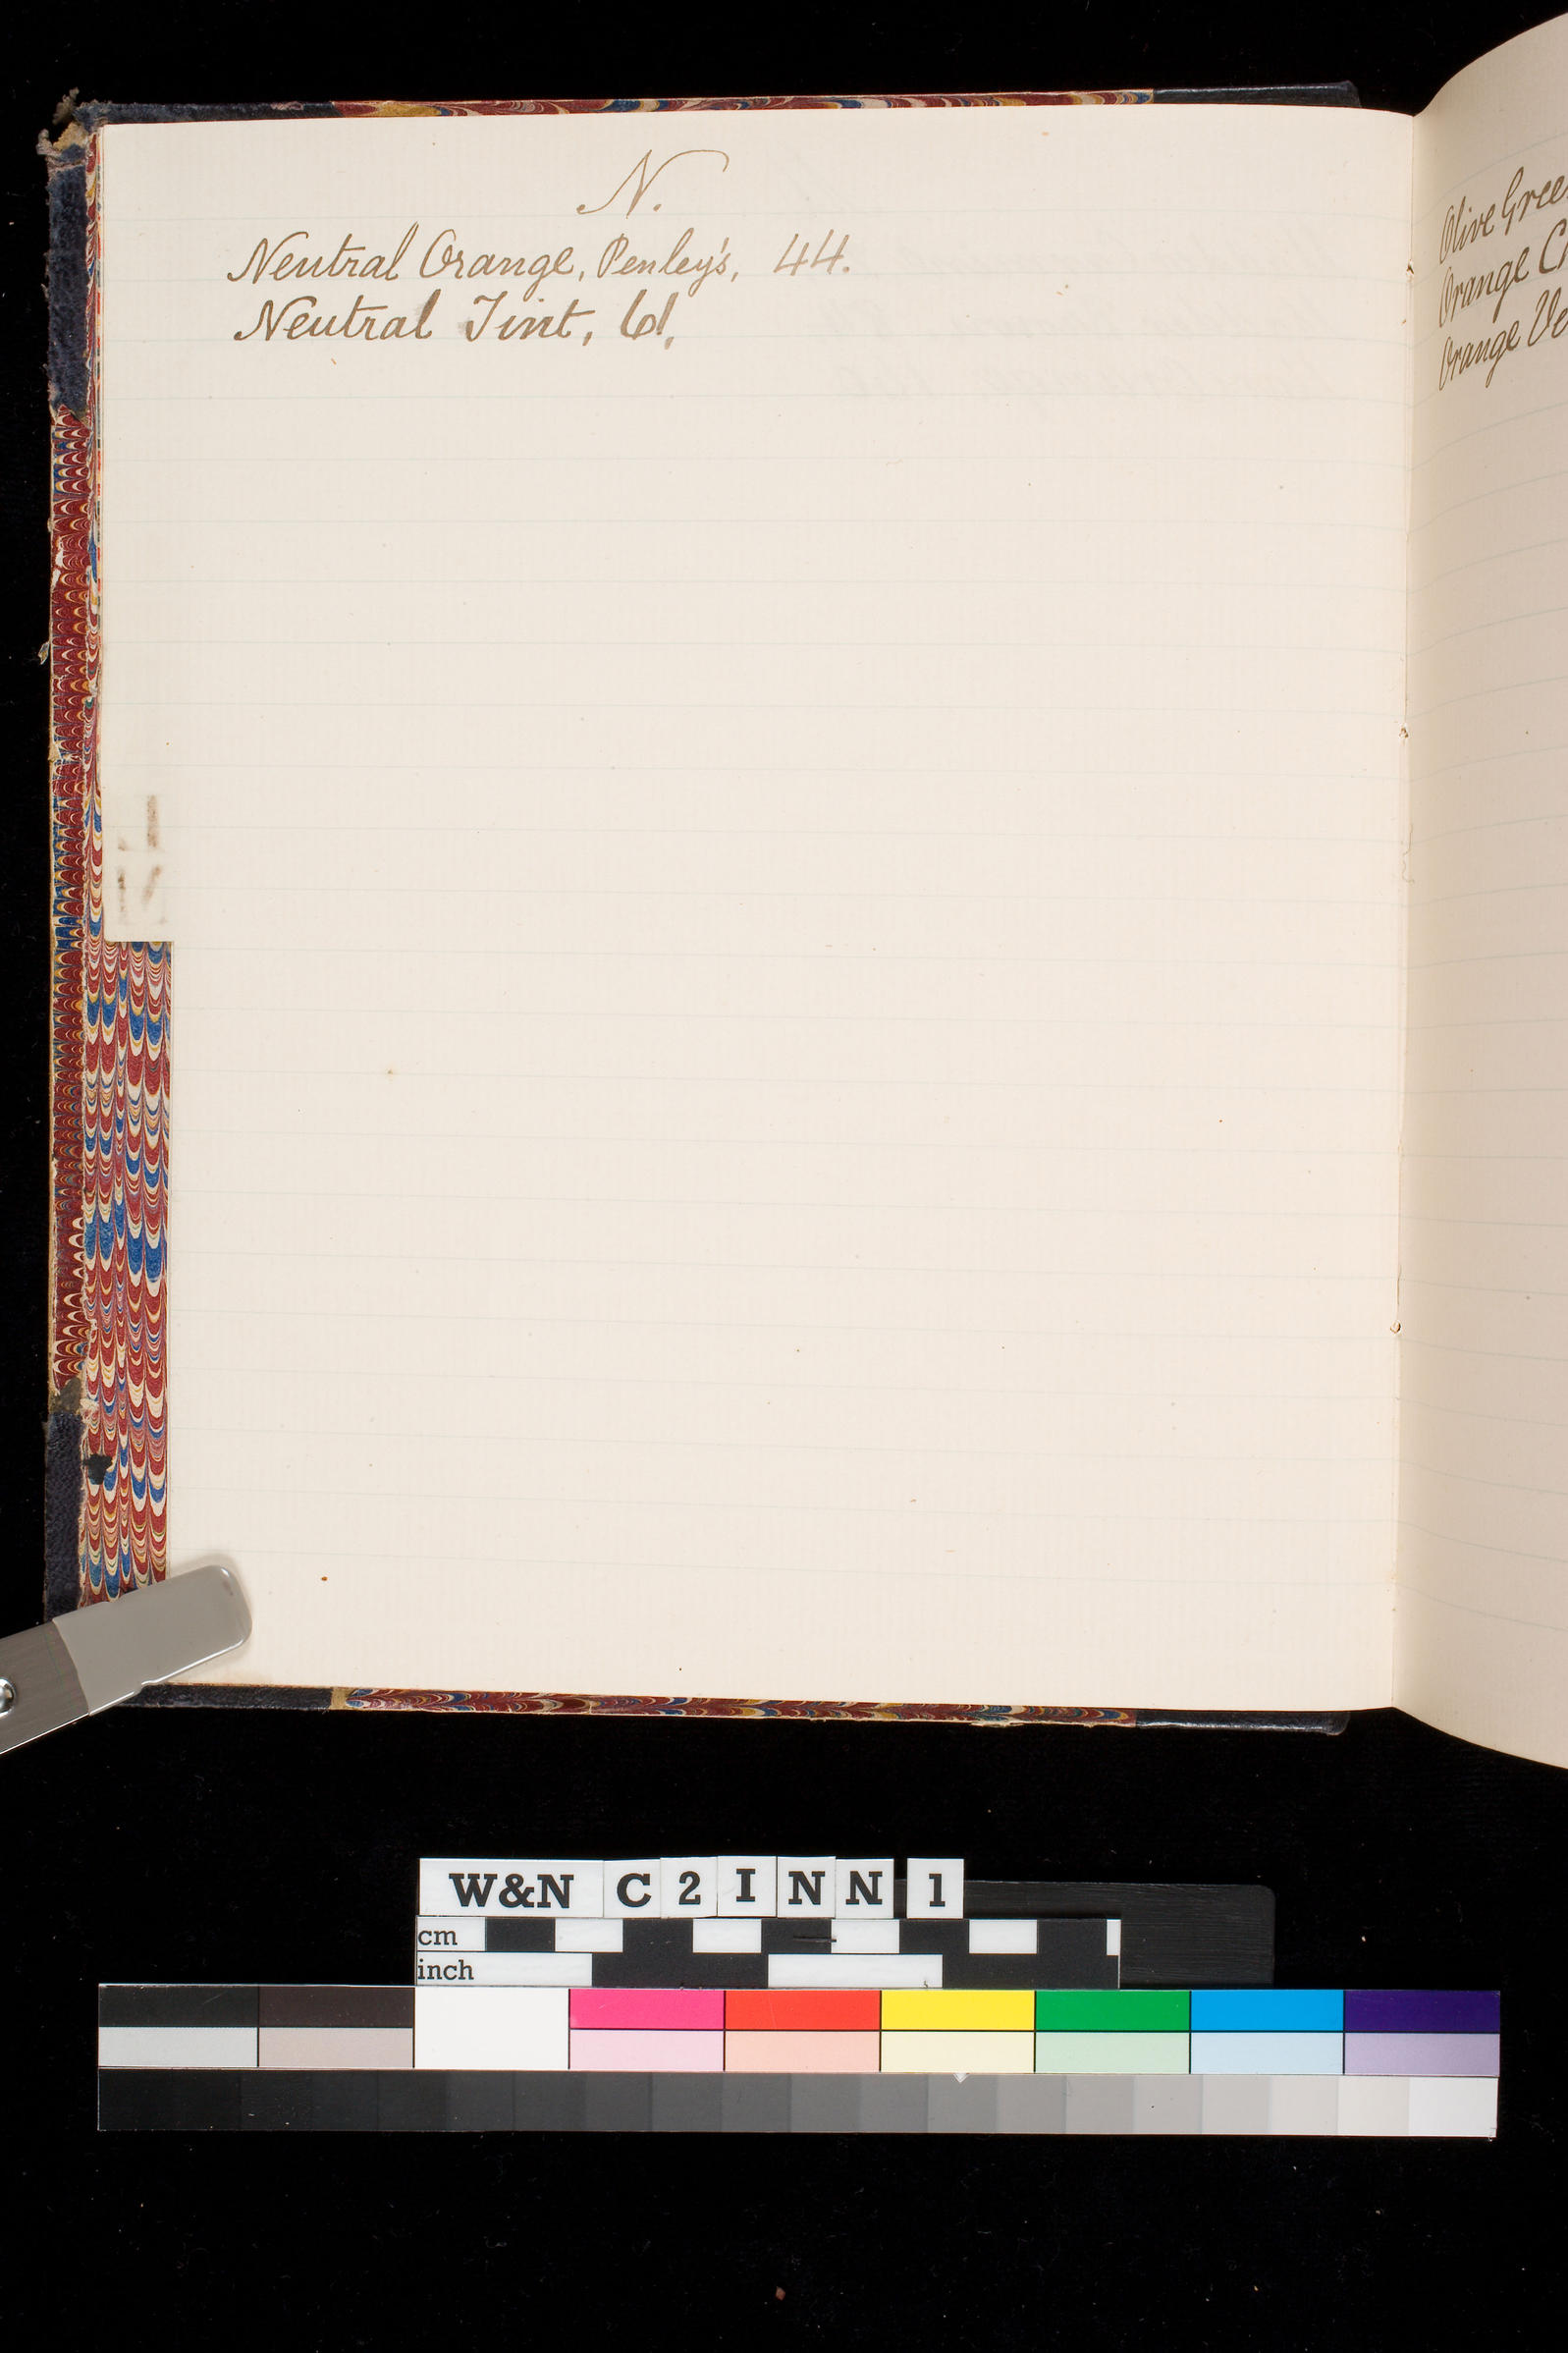 N.
Neutral Orange, Penley's, 44.
Neutral Tint, 61,
Olive Gree
Orange C
Orange Ve
W&N C 2 I N N 1
cm
inch